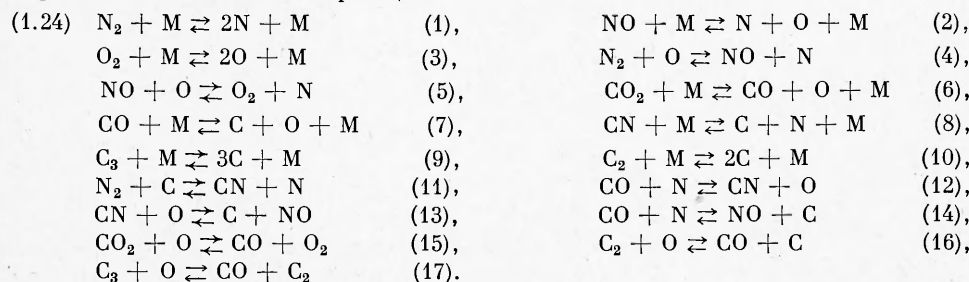 (1.24) N₂ + M ⇄ 2N + M (1), NO + M ⇄ N + O + M (2),
O₂ + M ⇄ 2O + M (3), N₂ + O ⇄ NO + N (4),
NO + O ⇄ O₂ + N (5), CO₂ + M ⇄ CO + O + M (6),
CO + M ⇄ C + O + M (7), CN + M ⇄ C + N + M (8),
C₃ + M ⇄ 3C + M (9), C₂ + M ⇄ 2C + M (10),
N₂ + C ⇄ CN + N (11), CO + N ⇄ CN + O (12),
CN + O ⇄ C + NO (13), CO + N ⇄ NO + C (14),
CO₂ + O ⇄ CO + O₂ (15), C₂ + O ⇄ CO + C (16),
C₃ + O ⇄ CO + C₂ (17).